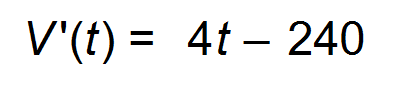 V'(t) = 4t – 240